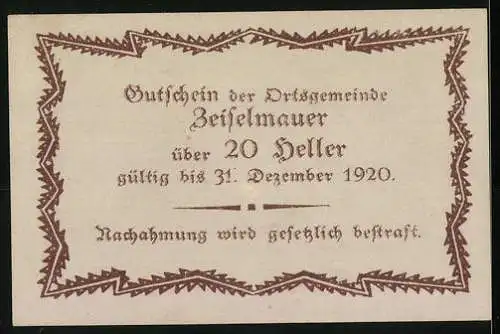 Gutschein der Ortsgemeinde
Zeiselmauer
über 20 Heller
gültig bis 31. Dezember 1920.
Nachahmung wird gesetzlich bestraft.